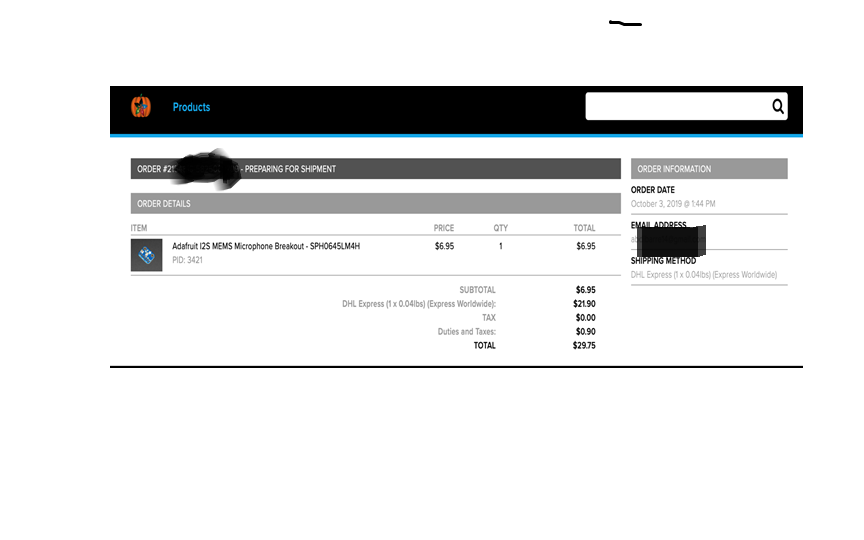 Products
ORDER #21 - PREPARING FOR SHIPMENT
ORDER DETAILS
ITEM PRICE QTY TOTAL
Adafruit I2S MEMS Microphone Breakout - SPH0645LM4H $6.95 1 $6.95
PID: 3421
SUBTOTAL $6.95
DHL Express (1 x 0.04lbs) (Express Worldwide): $21.90
TAX $0.00
Duties and Taxes: $0.90
TOTAL $29.75
ORDER INFORMATION
ORDER DATE
October 3, 2019 @ 1:44 PM
EMAIL ADDRESS
SHIPPING METHOD
DHL Express (1 x 0.04lbs) (Express Worldwide)